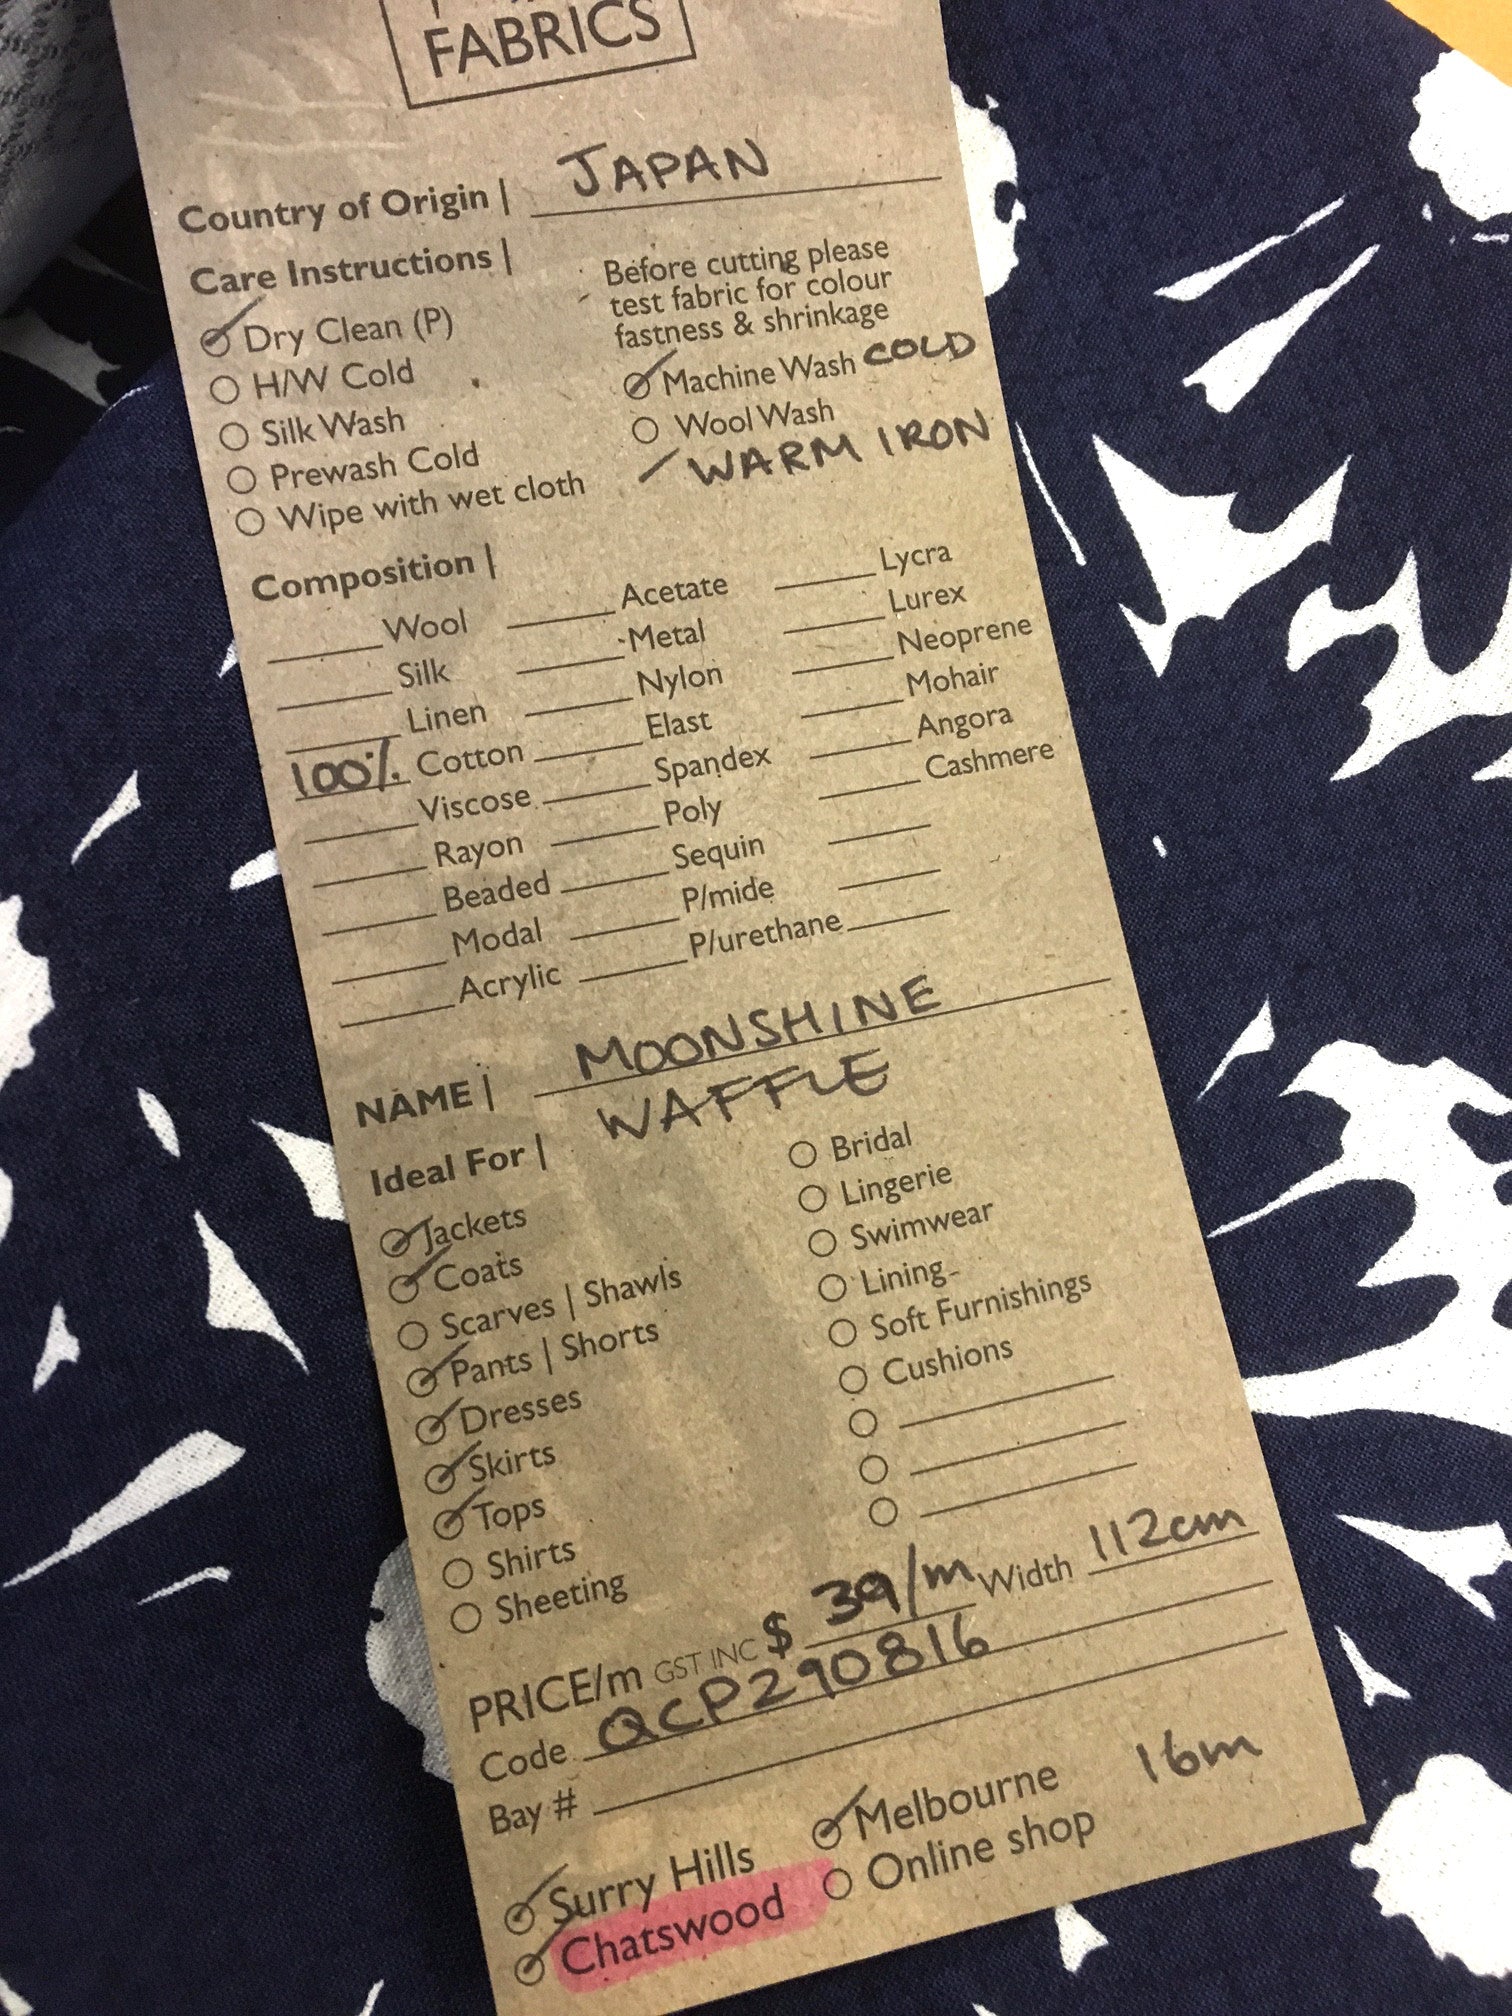 FABRICS
Country of Origin | JAPAN
Care Instructions |
Before cutting please
test fabric for colour
fastness & shrinkage
Dry Clean (P)
H/W Cold
Silk Wash
Prewash Cold
Wipe with wet cloth
Machine Wash COLD
Wool Wash
WARM IRON
Composition |
Wool
Silk
Linen
100% Cotton
Viscose
Rayon
Beaded
Modal
Acrylic
Acetate
Metal
Nylon
Elast
Spandex
Poly
Sequin
P/mide
P/urethane
Lycra
Lurex
Neoprene
Mohair
Angora
Cashmere
NAME | MOONSHINE
WAFFLE
Ideal For |
Jackets
Coats
Scarves | Shawls
Pants | Shorts
Dresses
Skirts
Tops
Shirts
Sheeting
Bridal
Lingerie
Swimwear
Lining
Soft Furnishings
Cushions
PRICE/m GST INC $ 39/m Width 112cm
Code QCP290816
Bay #
Surry Hills
Chatswood
Melbourne
Online shop
16m